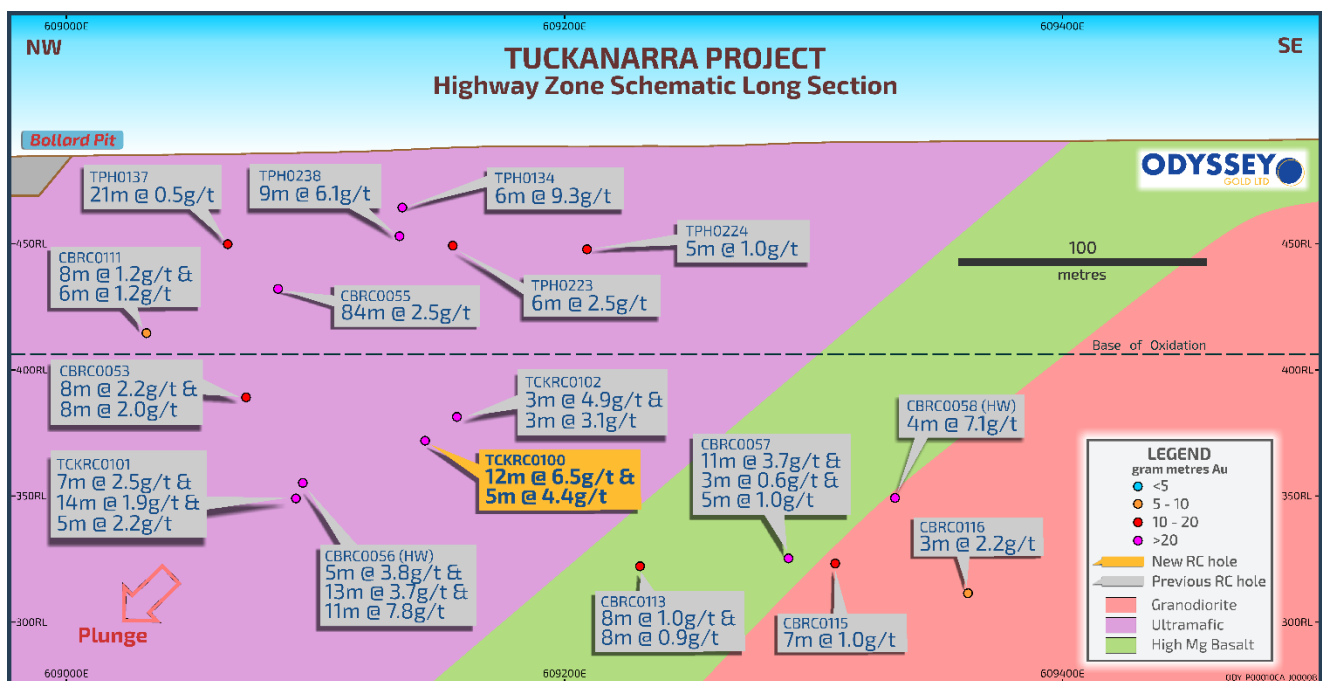 609000E
609200E
609400E
NW
SE
TUCKANARRA PROJECT
Highway Zone Schematic Long Section
Bollard Pit
ODYSSEY
GOLD LTD
TPH0137
21m @ 0.5g/t
TPH0238
9m @ 6.1g/t
TPH0134
6m @ 9.3g/t
TPH0224
5m @ 1.0g/t
450RL
450RL
100
metres
CBRC0111
8m @ 1.2g/t &
6m @ 1.2g/t
CBRC0055
84m @ 2.5g/t
TPH0223
6m @ 2.5g/t
Base of Oxidation
400RL
400RL
CBRC0053
8m @ 2.2g/t &
8m @ 2.0g/t
TCKRC0102
3m @ 4.9g/t &
3m @ 3.1g/t
CBRC0058 (HW)
4m @ 7.1g/t
TCKRC0101
7m @ 2.5g/t &
14m @ 1.9g/t &
5m @ 2.2g/t
TCKRC0100
12m @ 6.5g/t &
5m @ 4.4g/t
CBRC0057
11m @ 3.7g/t &
3m @ 0.6g/t &
5m @ 1.0g/t
350RL
350RL
CBRC0116
3m @ 2.2g/t
CBRC0056 (HW)
5m @ 3.8g/t &
13m @ 3.7g/t &
11m @ 7.8g/t
CBRC0113
8m @ 1.0g/t &
8m @ 0.9g/t
CBRC0115
7m @ 1.0g/t
300RL
300RL
Plunge
LEGEND
gram metres Au
<5
5 - 10
10 - 20
>20
New RC hole
Previous RC hole
Granodiorite
Ultramafic
High Mg Basalt
609000E
609200E
609400E